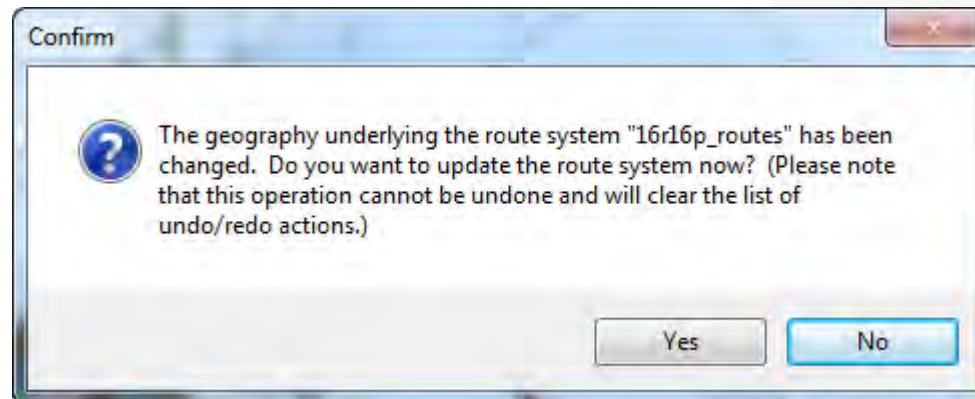 Confirm
The geography underlying the route system "16r16p_routes" has been
changed.  Do you want to update the route system now?  (Please note
that this operation cannot be undone and will clear the list of
undo/redo actions.)
Yes
No